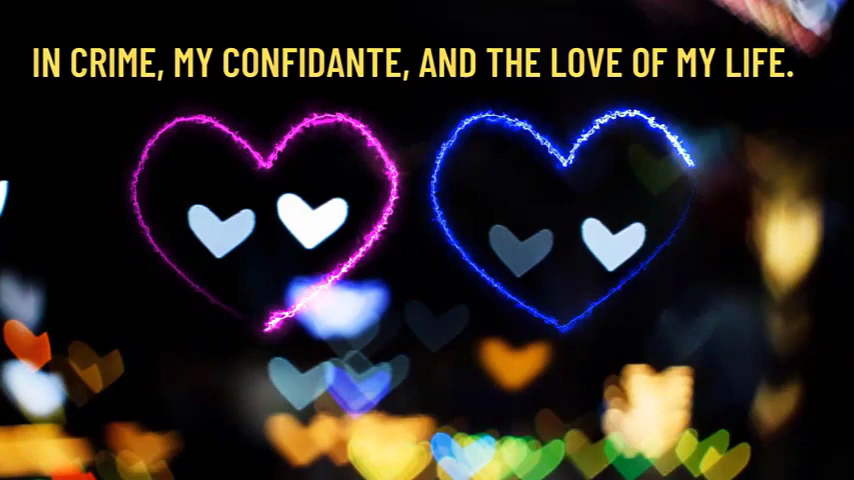 IN CRIME, MY CONFIDANTE, AND THE LOVE OF MY LIFE.